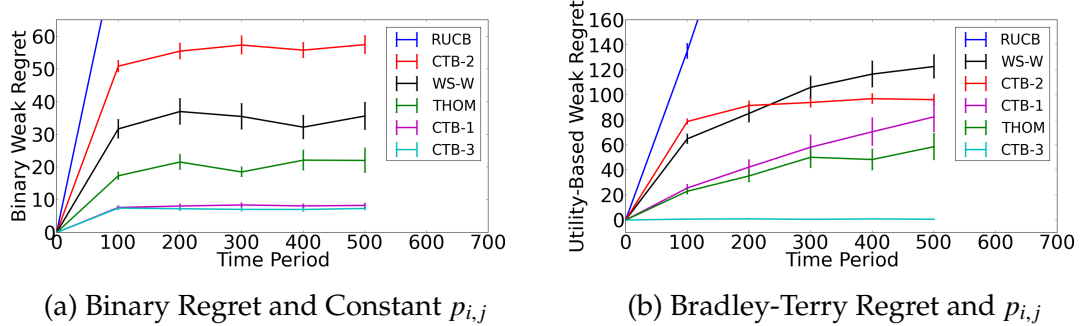 Binary Weak Regret
60
50
40
30
20
10
0
0 100 200 300 400 500 600 700
Time Period
RUCB
CTB-2
WS-W
THOM
CTB-1
CTB-3
(a) Binary Regret and Constant p_{i,j}
Utility-Based Weak Regret
160
140
120
100
80
60
40
20
0
0 100 200 300 400 500 600 700
Time Period
RUCB
WS-W
CTB-2
CTB-1
THOM
CTB-3
(b) Bradley-Terry Regret and p_{i,j}